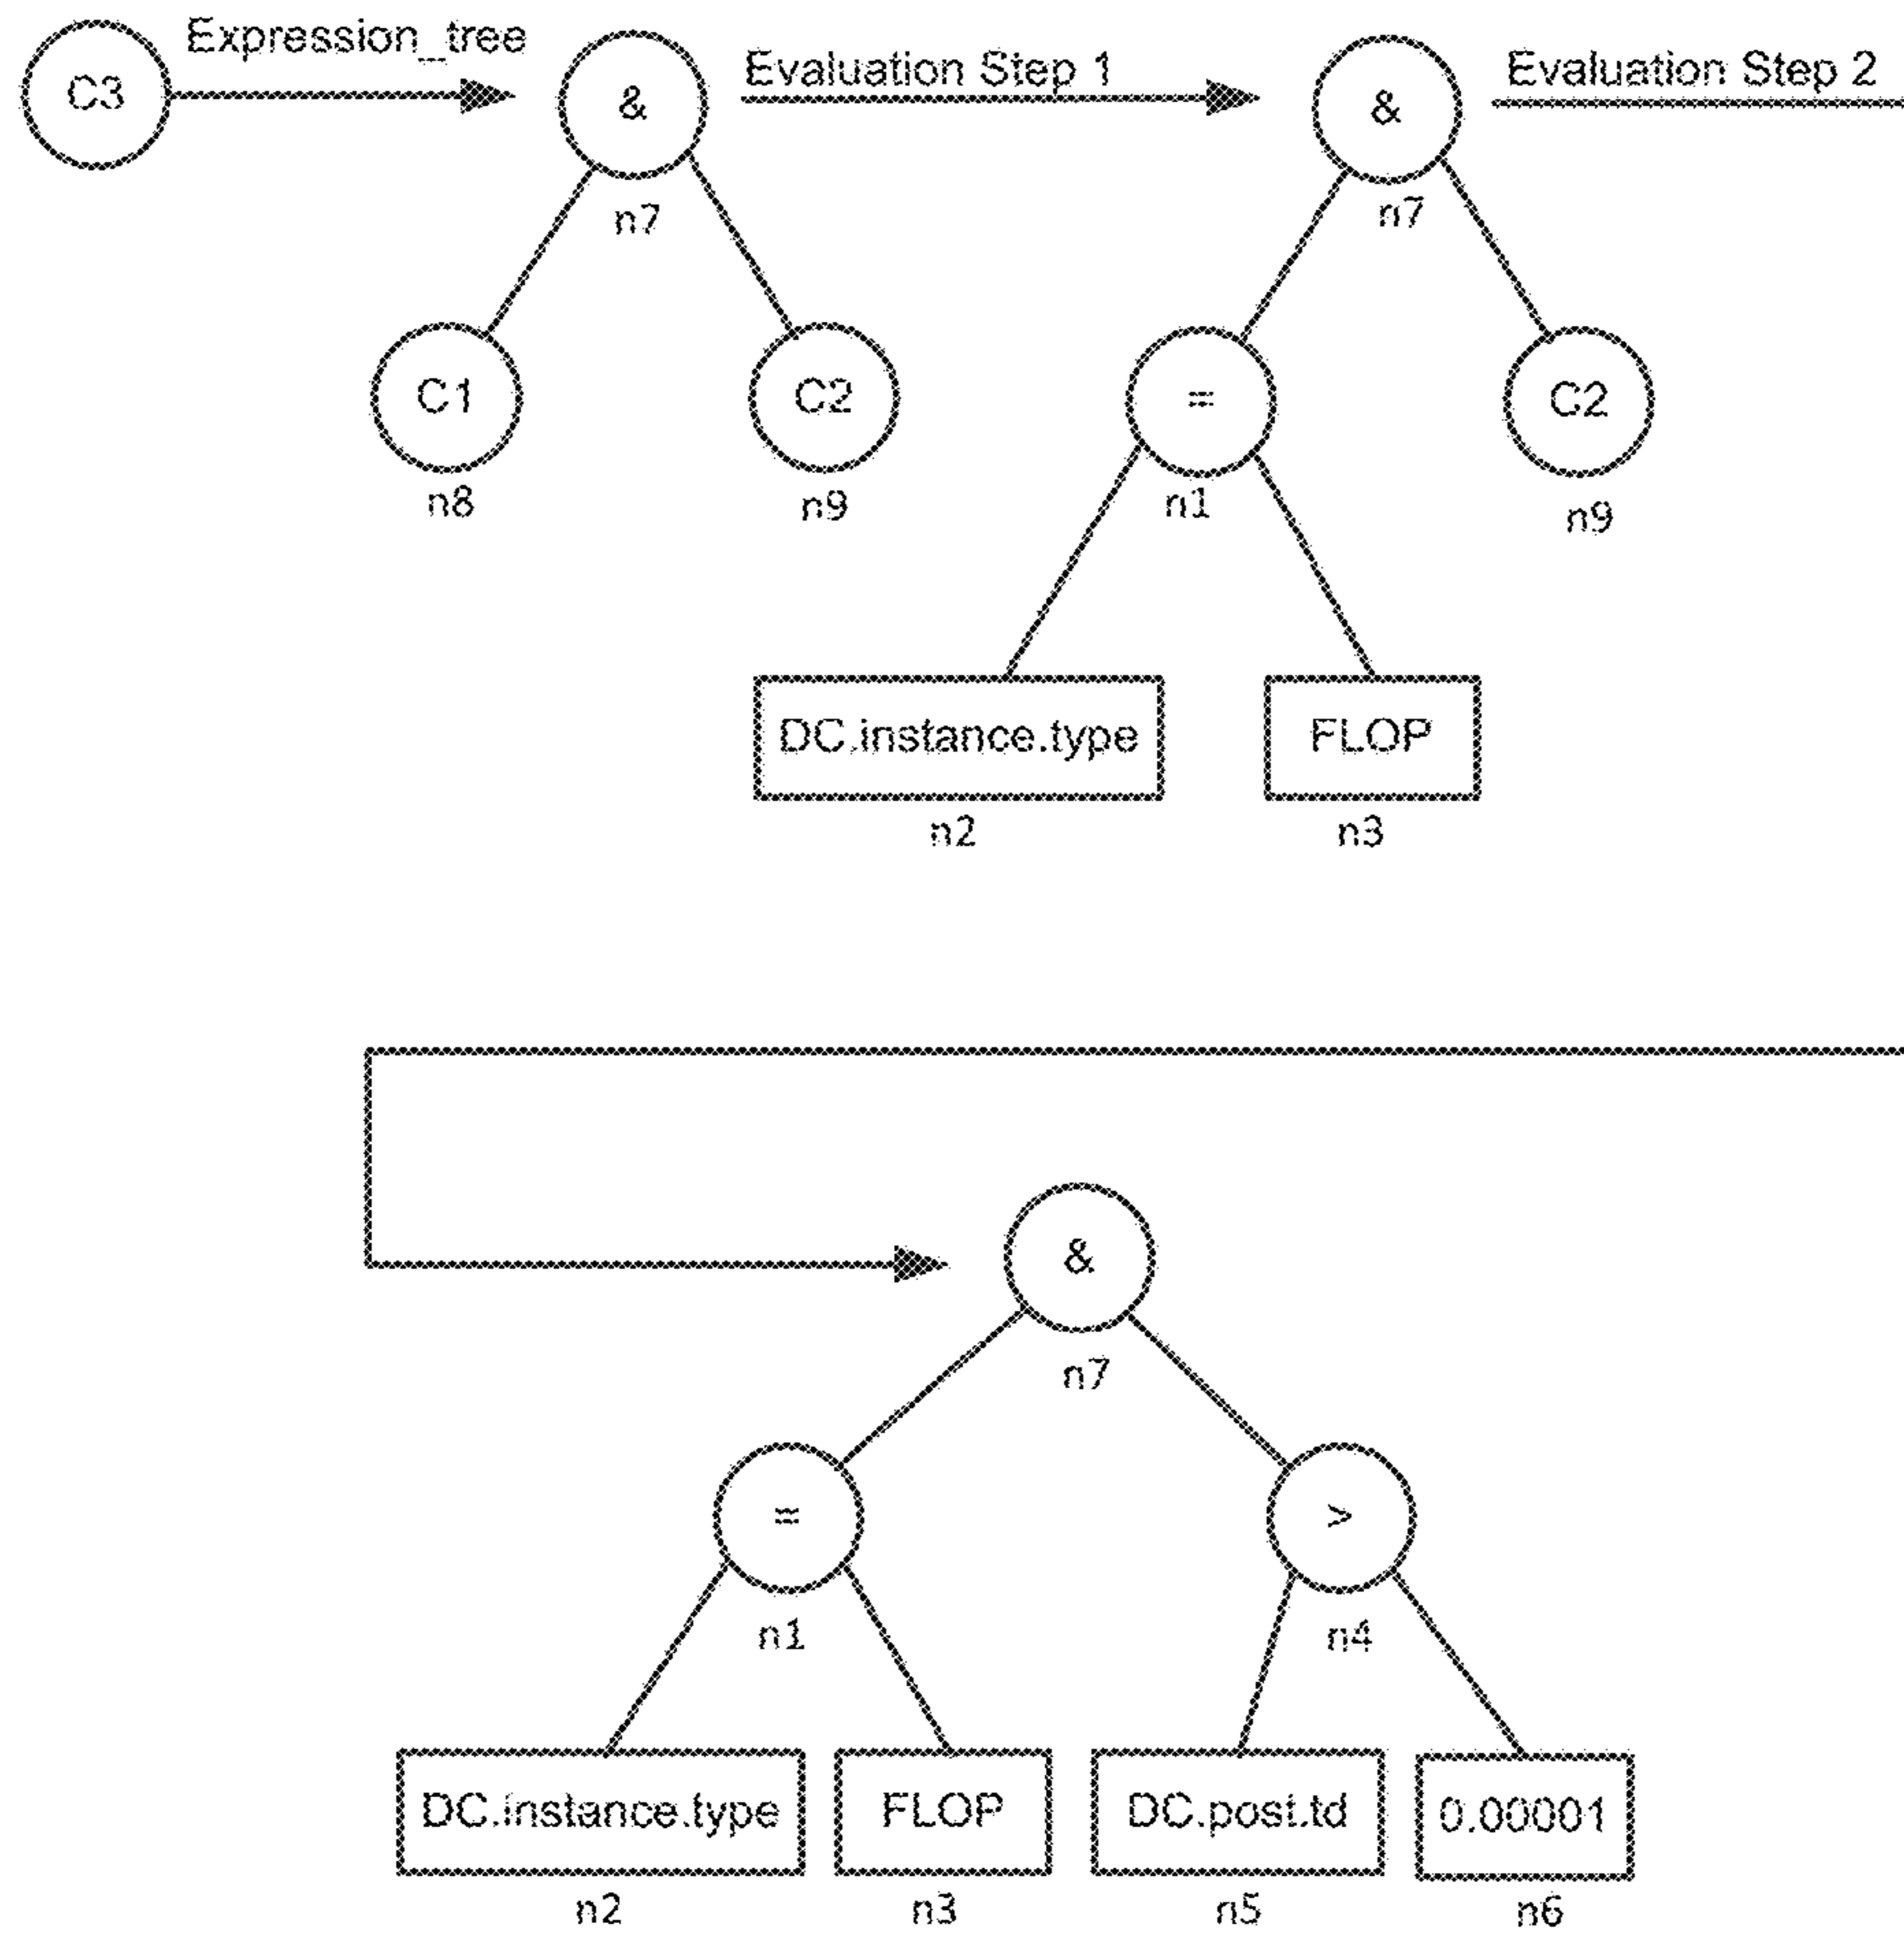 C3
Expression_tree
&
n7
Evaluation Step 1
&
n7
Evaluation Step 2
C1
n8
C2
n9
=
n1
C2
n9
DC.instance.type
n2
FLOP
n3
&
n7
=
n1
>
n4
DC.instance.type
n2
FLOP
n3
DC.post.td
n5
0.00001
n6